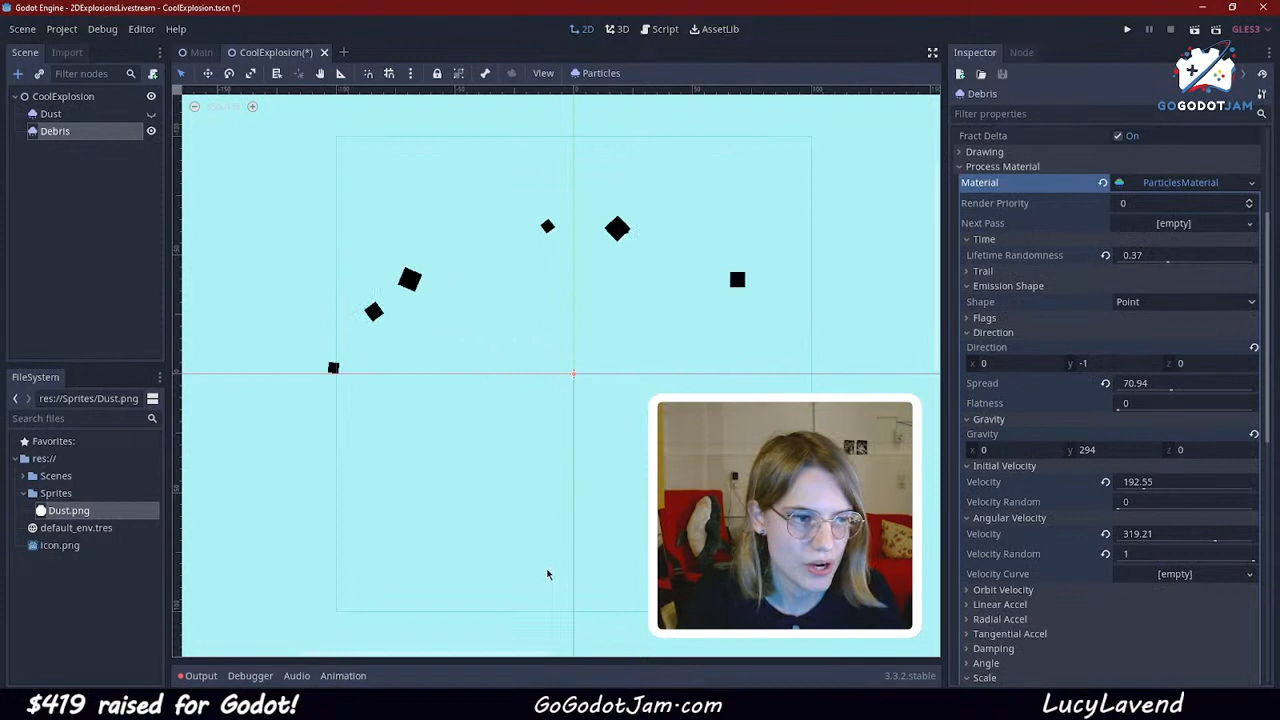 Godot Engine - 2DExplosionsLivestream - CoolExplosion.tscn (*)
Scene Project Debug Editor Help
2D 3D Script AssetLib
GLES3
Scene Import
Main CoolExplosion(*)
Inspector Node
Filter nodes
View Particles
CoolExplosion
Dust
Debris
FileSystem
res://Sprites/Dust.png
Search files
Favorites:
res://
Scenes
Sprites
Dust.png
default_env.tres
icon.png
GOGODOTJAM
Debris
Filter properties
Fract Delta On
Drawing
Process Material
Material ParticlesMaterial
Render Priority 0
Next Pass [empty]
Time
Lifetime Randomness 0.37
Trail
Emission Shape
Shape Point
Flags
Direction
Direction
x 0 y -1 z 0
Spread 70.94
Flatness 0
Gravity
Gravity
x 0 y 294 z 0
Initial Velocity
Velocity 192.55
Velocity Random 0
Angular Velocity
Velocity 319.21
Velocity Random 1
Velocity Curve [empty]
Orbit Velocity
Linear Accel
Radial Accel
Tangential Accel
Damping
Angle
Scale
Output Debugger Audio Animation
3.3.2.stable
$419 raised for Godot!
GoGodotJam.com
LucyLavend